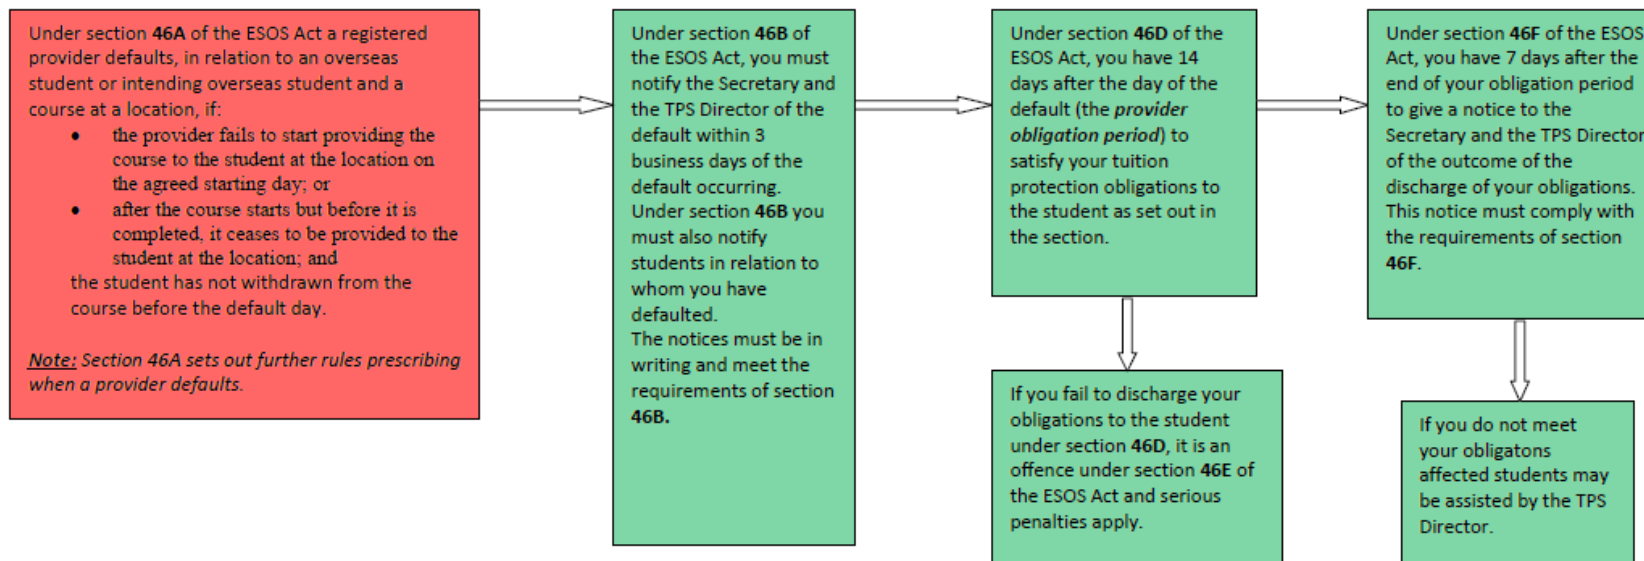 Under section 46A of the ESOS Act a registered
provider defaults, in relation to an overseas
student or intending overseas student and a
course at a location, if:
• the provider fails to start providing the
course to the student at the location on
the agreed starting day; or
• after the course starts but before it is
completed, it ceases to be provided to the
student at the location; and
the student has not withdrawn from the
course before the default day.
Note: Section 46A sets out further rules prescribing
when a provider defaults.
Under section 46B of
the ESOS Act, you must
notify the Secretary and
the TPS Director of the
default within 3
business days of the
default occurring.
Under section 46B you
must also notify
students in relation to
whom you have
defaulted.
The notices must be in
writing and meet the
requirements of section
46B.
Under section 46D of the
ESOS Act, you have 14
days after the day of the
default (the provider
obligation period) to
satisfy your tuition
protection obligations to
the student as set out in
the section.
If you fail to discharge your
obligations to the student
under section 46D, it is an
offence under section 46E of
the ESOS Act and serious
penalties apply.
Under section 46F of the ESOS
Act, you have 7 days after the
end of your obligation period
to give a notice to the
Secretary and the TPS Director
of the outcome of the
discharge of your obligations.
This notice must comply with
the requirements of section
46F.
If you do not meet
your obligatons
affected students may
be assisted by the TPS
Director.